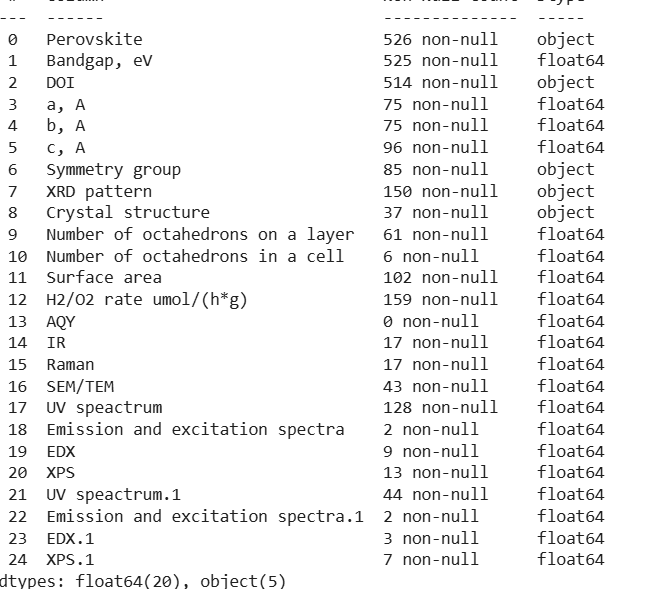 --- ------ -------------- -----
0 Perovskite 526 non-null object
1 Bandgap, eV 525 non-null float64
2 DOI 514 non-null object
3 a, A 75 non-null float64
4 b, A 75 non-null float64
5 c, A 96 non-null float64
6 Symmetry group 85 non-null object
7 XRD pattern 150 non-null object
8 Crystal structure 37 non-null object
9 Number of octahedrons on a layer 61 non-null float64
10 Number of octahedrons in a cell 6 non-null float64
11 Surface area 102 non-null float64
12 H2/O2 rate umol/(h*g) 159 non-null float64
13 AQY 0 non-null float64
14 IR 17 non-null float64
15 Raman 17 non-null float64
16 SEM/TEM 43 non-null float64
17 UV speactrum 128 non-null float64
18 Emission and excitation spectra 2 non-null float64
19 EDX 9 non-null float64
20 XPS 13 non-null float64
21 UV speactrum.1 44 non-null float64
22 Emission and excitation spectra.1 2 non-null float64
23 EDX.1 3 non-null float64
24 XPS.1 7 non-null float64
dtypes: float64(20), object(5)